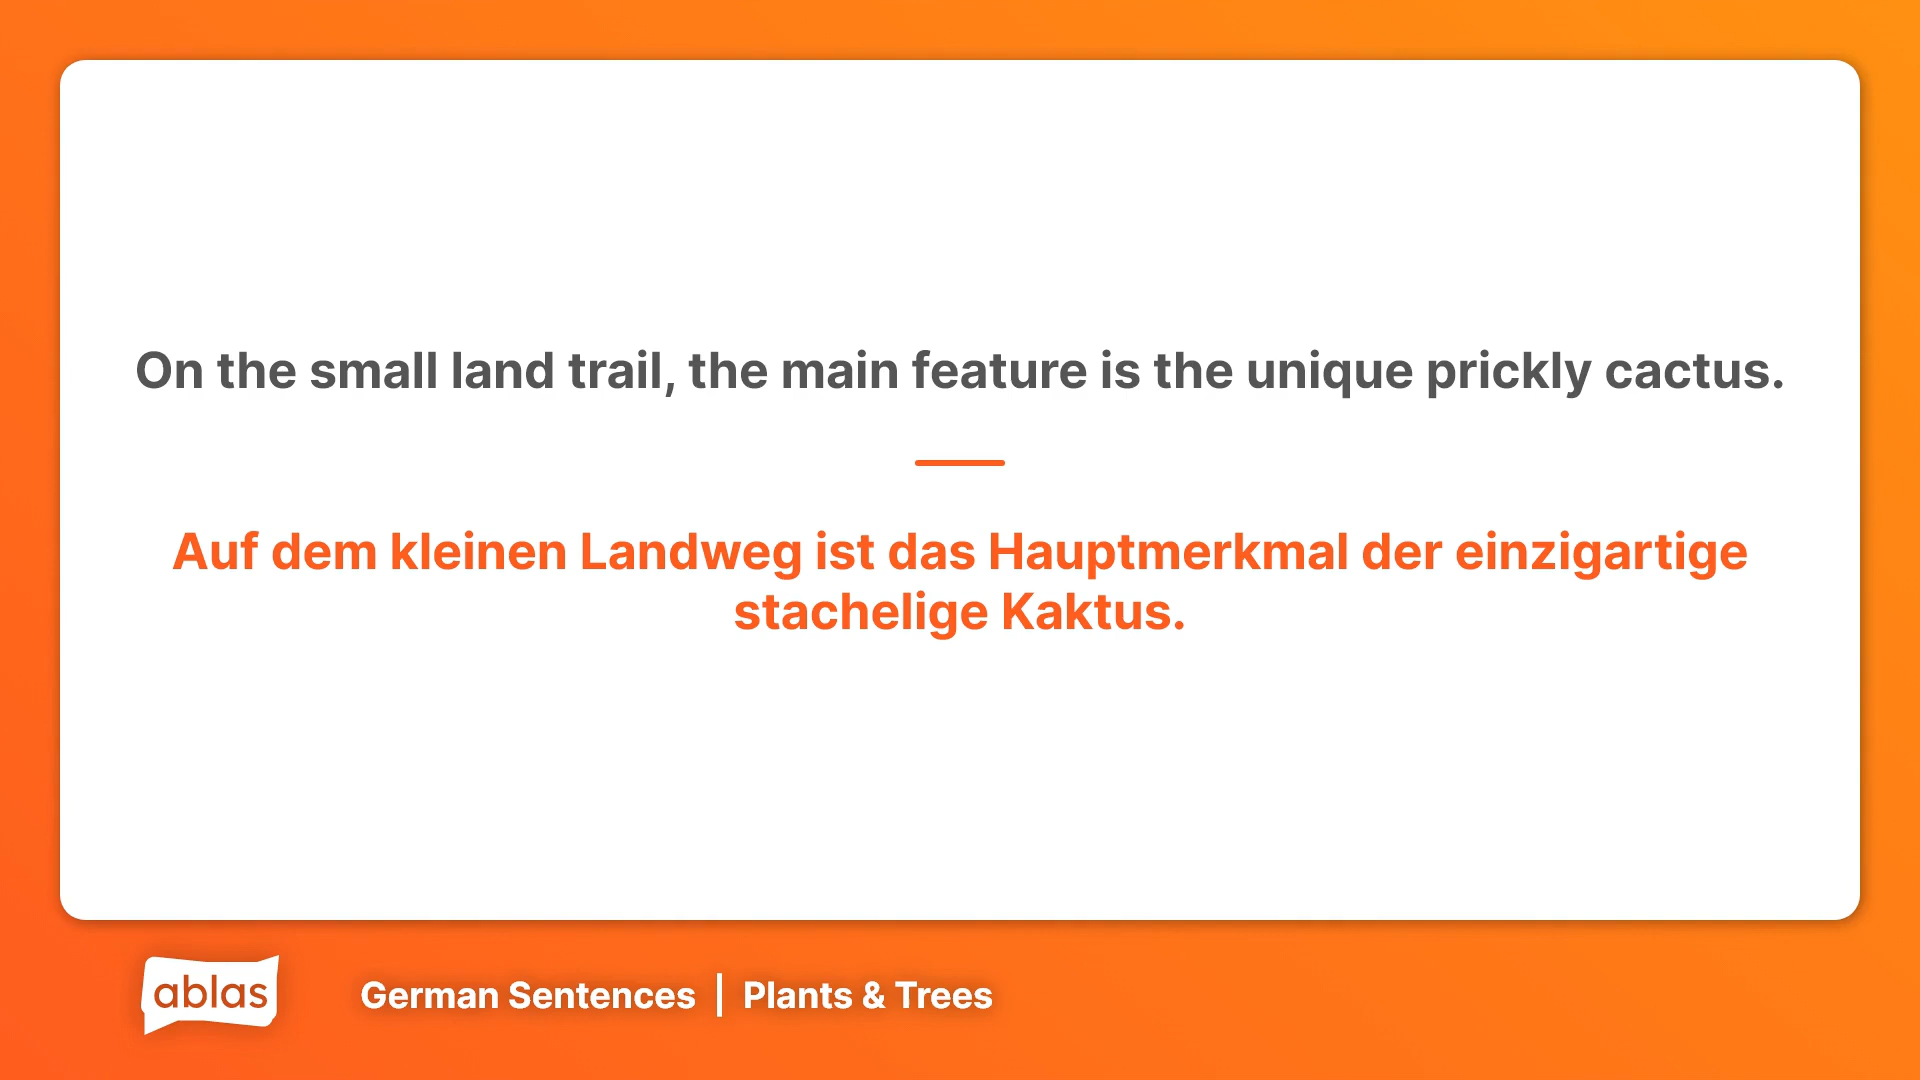 On the small land trail, the main feature is the unique prickly cactus.
Auf dem kleinen Landweg ist das Hauptmerkmal der einzigartige
stachelige Kaktus.
ablas
German Sentences | Plants & Trees